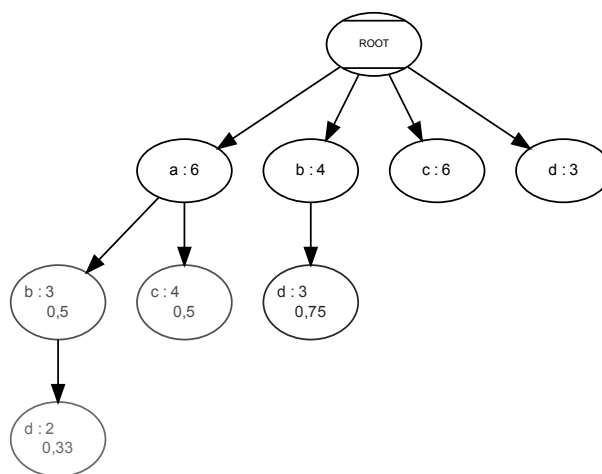 ROOT
a : 6
b : 4
c : 6
d : 3
b : 3
0,5
c : 4
0,5
d : 3
0,75
d : 2
0,33